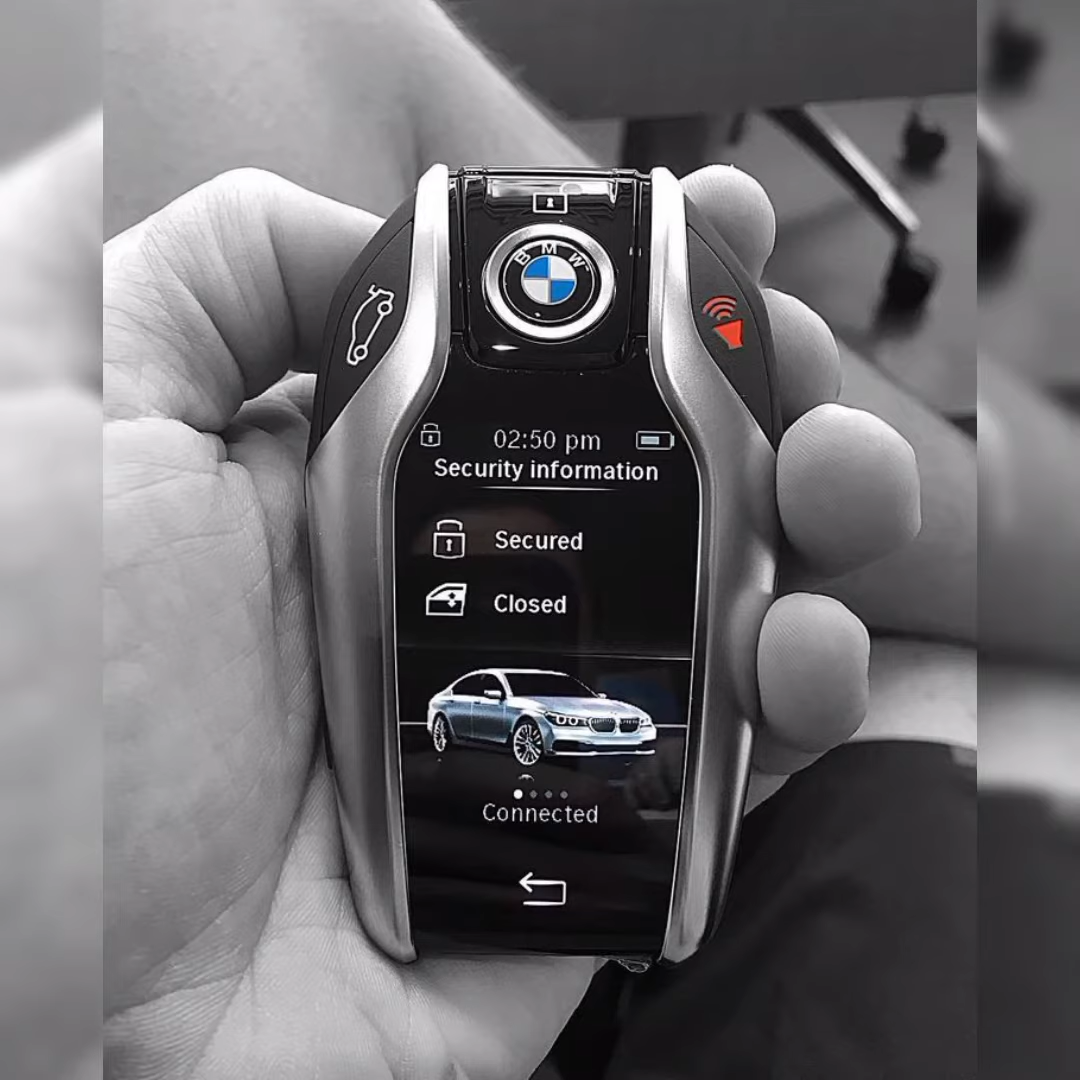 BMW
02:50 pm
Security information
Secured
Closed
Connected